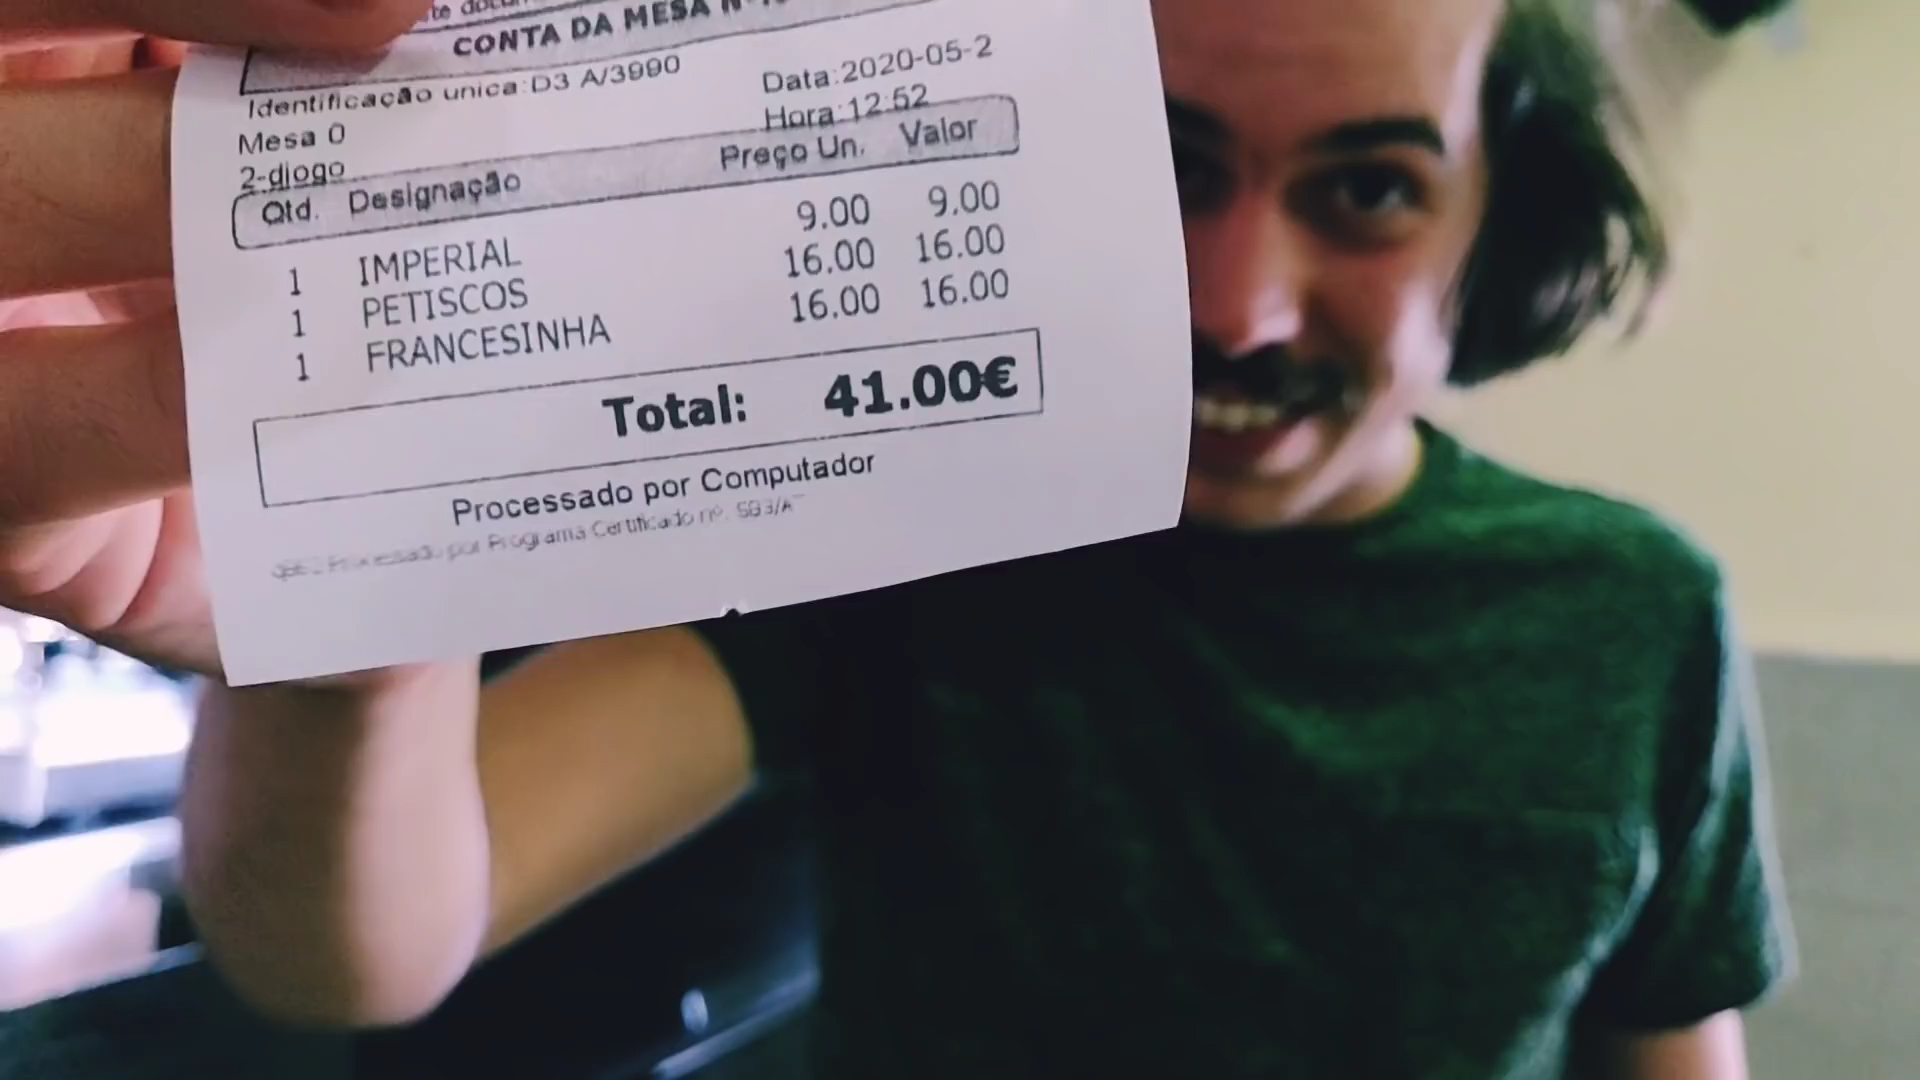 CONTA DA MESA
Identificação unica:D3 A/3990
Data:2020-05-2
Mesa 0
Hora:12:52
2-diogo
Qtd. Designação Preço Un. Valor
1 IMPERIAL 9.00 9.00
1 PETISCOS 16.00 16.00
1 FRANCESINHA 16.00 16.00
Total: 41.00€
Processado por Computador
Processado por Programa Certificado nº.